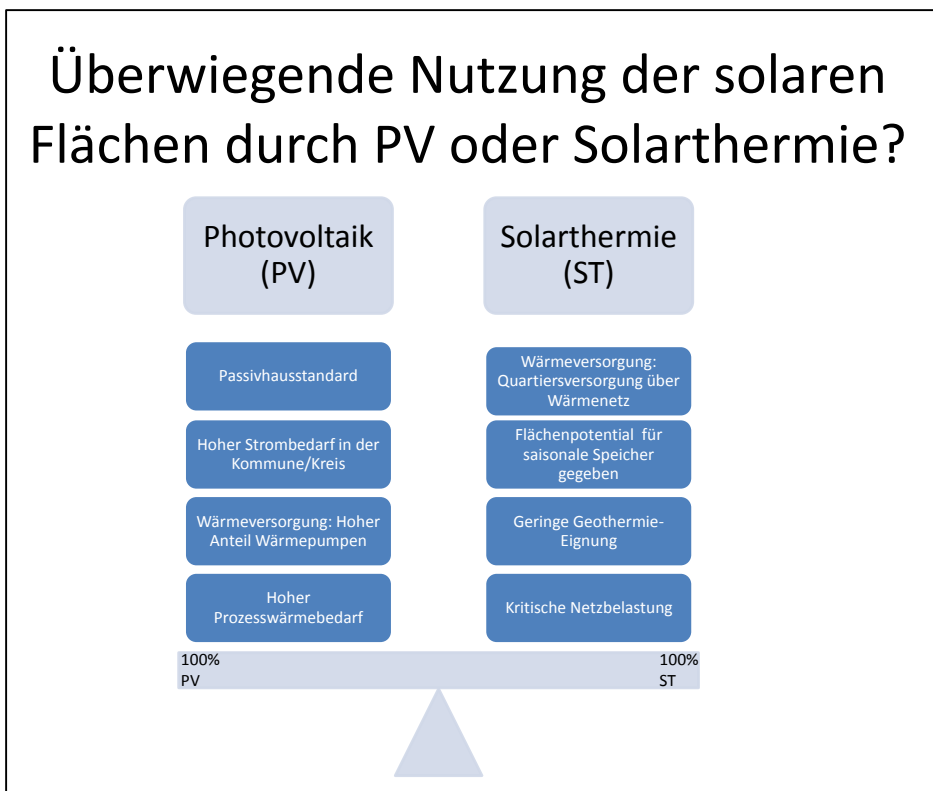 Überwiegende Nutzung der solaren
Flächen durch PV oder Solarthermie?
Photovoltaik
(PV)
Passivhausstandard
Hoher Strombedarf in der
Kommune/Kreis
Wärmeversorgung: Hoher
Anteil Wärmepumpen
Hoher
Prozesswärmebedarf
Solarthermie
(ST)
Wärmeversorgung:
Quartiersversorgung über
Wärmenetz
Flächenpotential für
saisonale Speicher
gegeben
Geringe Geothermie-
Eignung
Kritische Netzbelastung
100%
PV
100%
ST